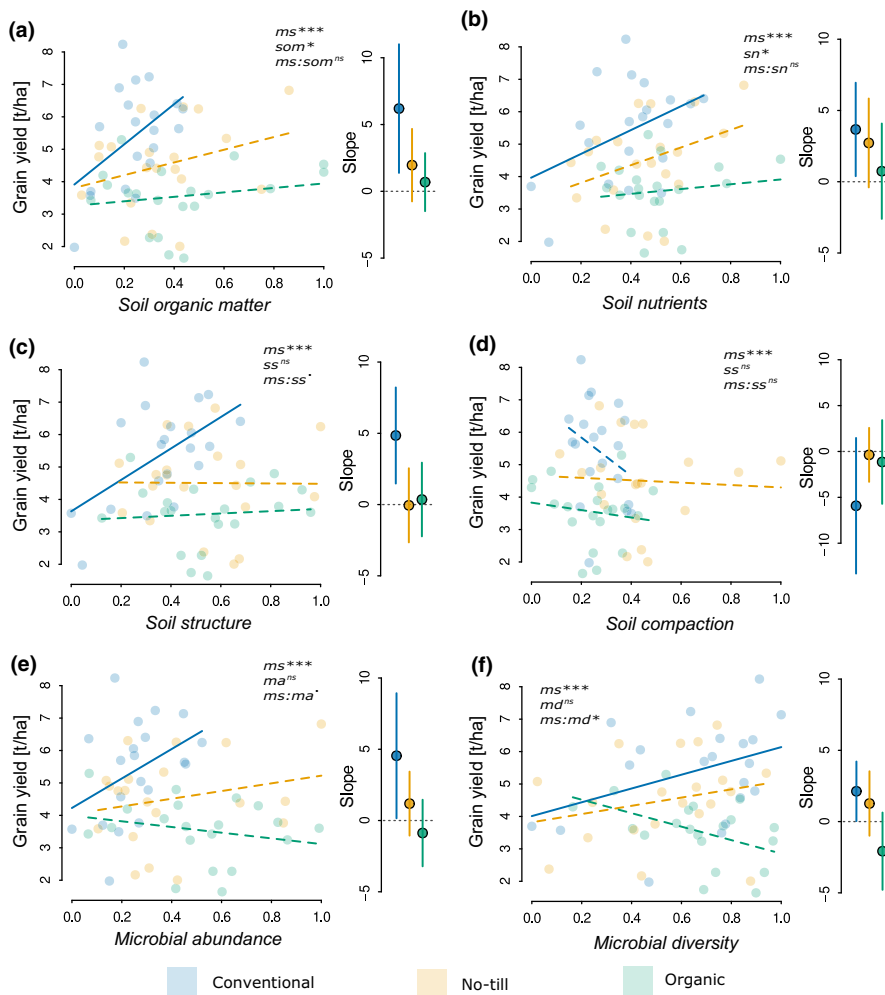 (a)
ms***
som*
ms:som^ns
Grain yield [t/ha]
2 3 4 5 6 7 8
0.0 0.2 0.4 0.6 0.8 1.0
Soil organic matter
Slope
−5 0 5 10
(b)
ms***
sn*
ms:sn^ns
Grain yield [t/ha]
2 3 4 5 6 7 8
0.0 0.2 0.4 0.6 0.8 1.0
Soil nutrients
Slope
−5 0 5 10
(c)
ms***
ss^ns
ms:ss^·
Grain yield [t/ha]
2 3 4 5 6 7 8
0.0 0.2 0.4 0.6 0.8 1.0
Soil structure
Slope
−5 0 5 10
(d)
ms***
ss^ns
ms:ss^ns
Grain yield [t/ha]
2 3 4 5 6 7 8
0.0 0.2 0.4 0.6 0.8 1.0
Soil compaction
Slope
−10 −5 0 5 10
(e)
ms***
ma^ns
ms:ma^·
Grain yield [t/ha]
2 3 4 5 6 7 8
0.0 0.2 0.4 0.6 0.8 1.0
Microbial abundance
Slope
−5 0 5 10
(f)
ms***
md^ns
ms:md*
Grain yield [t/ha]
2 3 4 5 6 7 8
0.0 0.2 0.4 0.6 0.8 1.0
Microbial diversity
Slope
−5 0 5 10
Conventional No-till Organic